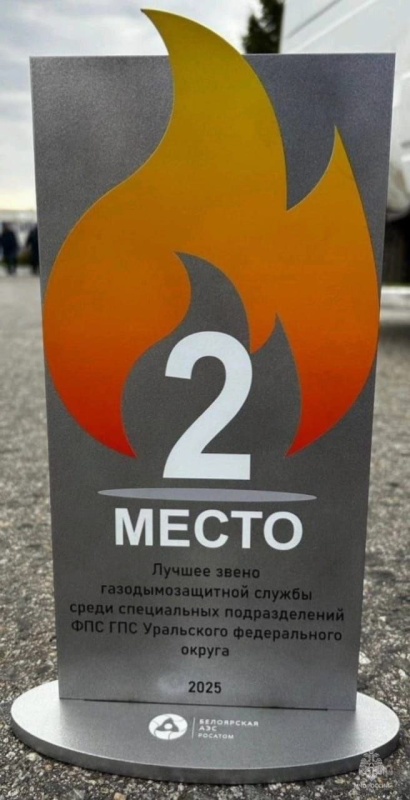 2
МЕСТО
Лучшее звено
газодымозащитной службы
среди специальных подразделений
ФПС ГПС Уральского федерального
округа
2025
БЕЛОЯРСКАЯ
АЭС
РОСАТОМ